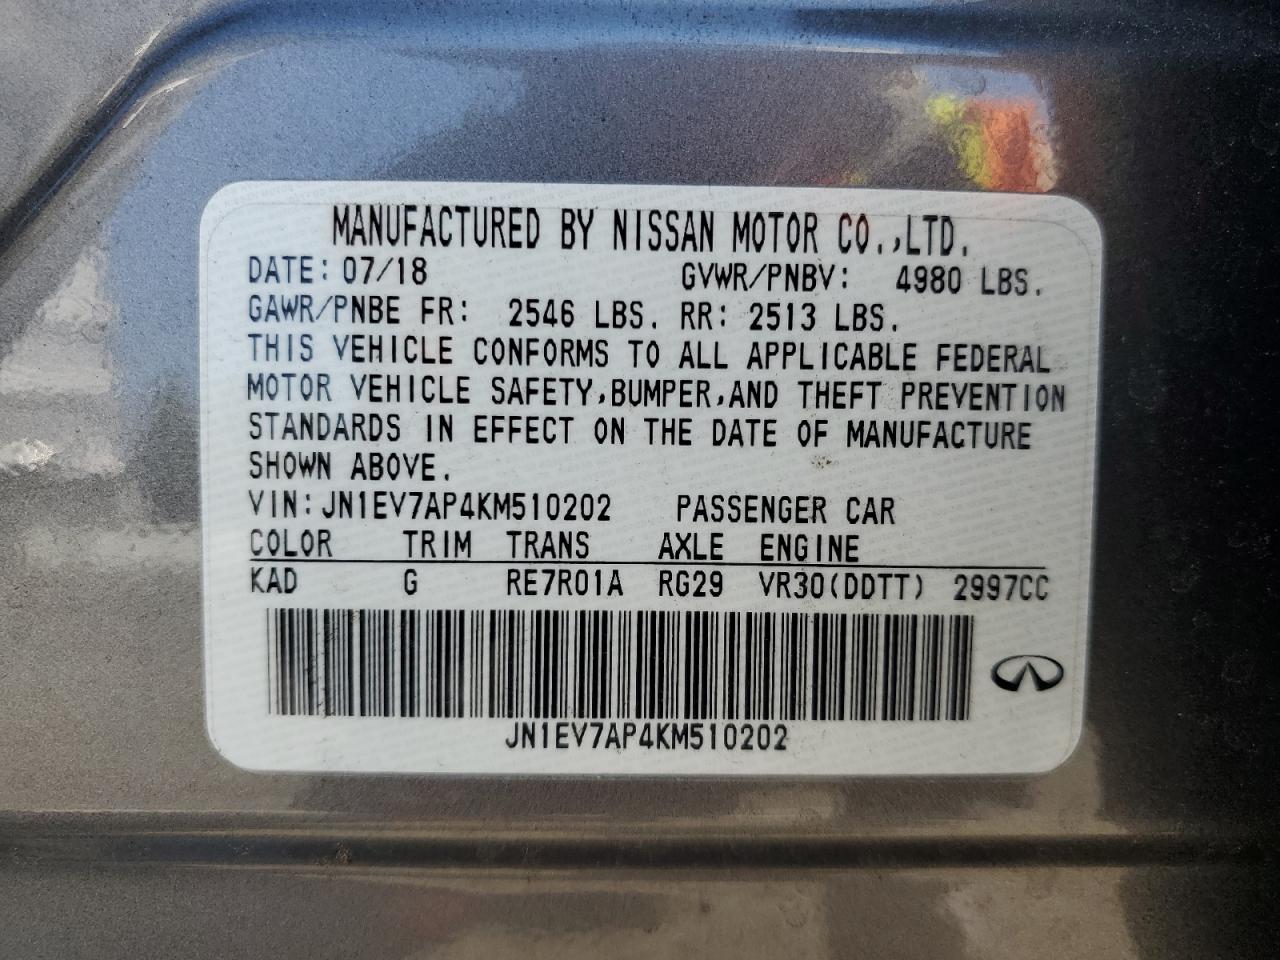 MANUFACTURED BY NISSAN MOTOR CO.,LTD.
DATE: 07/18 GVWR/PNBV: 4980 LBS.
GAWR/PNBE FR: 2546 LBS. RR: 2513 LBS.
THIS VEHICLE CONFORMS TO ALL APPLICABLE FEDERAL
MOTOR VEHICLE SAFETY,BUMPER,AND THEFT PREVENTION
STANDARDS IN EFFECT ON THE DATE OF MANUFACTURE
SHOWN ABOVE.
VIN:JN1EV7AP4KM510202 PASSENGER CAR
COLOR TRIM TRANS AXLE ENGINE
KAD G RE7R01A RG29 VR30(DDTT) 2997CC
JN1EV7AP4KM510202